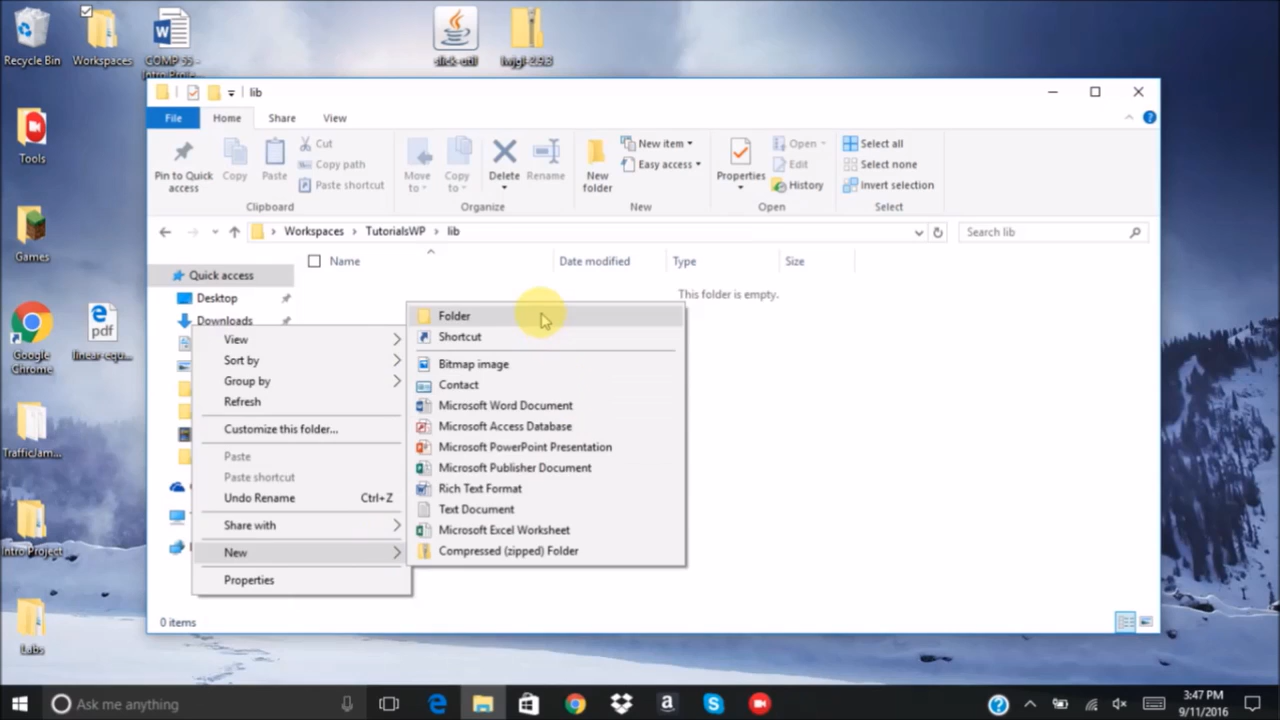 Recycle Bin
Workspaces
COMP 55 -
Intro Proje...
slick-util
lwjgl-2.9.3
lib
File
Home
Share
View
Pin to Quick
access
Copy
Paste
Cut
Copy path
Paste shortcut
Move
to
Copy
to
Delete
Rename
New
folder
New item
Easy access
Properties
Open
Edit
History
Select all
Select none
Invert selection
Clipboard
Organize
New
Open
Select
Workspaces
TutorialsWP
lib
Search lib
Name
Date modified
Type
Size
This folder is empty.
Quick access
Desktop
Downloads
View
Sort by
Group by
Refresh
Customize this folder...
Paste
Paste shortcut
Undo Rename Ctrl+Z
Share with
New
Properties
Folder
Shortcut
Bitmap image
Contact
Microsoft Word Document
Microsoft Access Database
Microsoft PowerPoint Presentation
Microsoft Publisher Document
Rich Text Format
Text Document
Microsoft Excel Worksheet
Compressed (zipped) Folder
0 items
Tools
Games
Google
Chrome
pdf
linear-equ...
TrafficJam...
Intro Project
Labs
Ask me anything
3:47 PM
9/11/2016